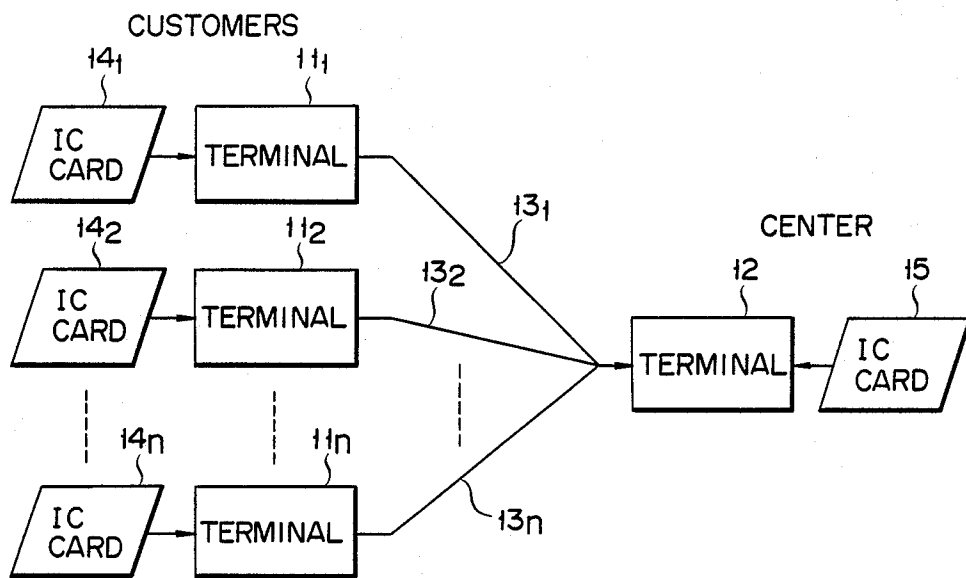 CUSTOMERS
14₁
11₁
IC
CARD
TERMINAL
13₁
14₂
11₂
13₂
CENTER
12
15
IC
CARD
TERMINAL
TERMINAL
IC
CARD
14n
11n
IC
CARD
TERMINAL
13n